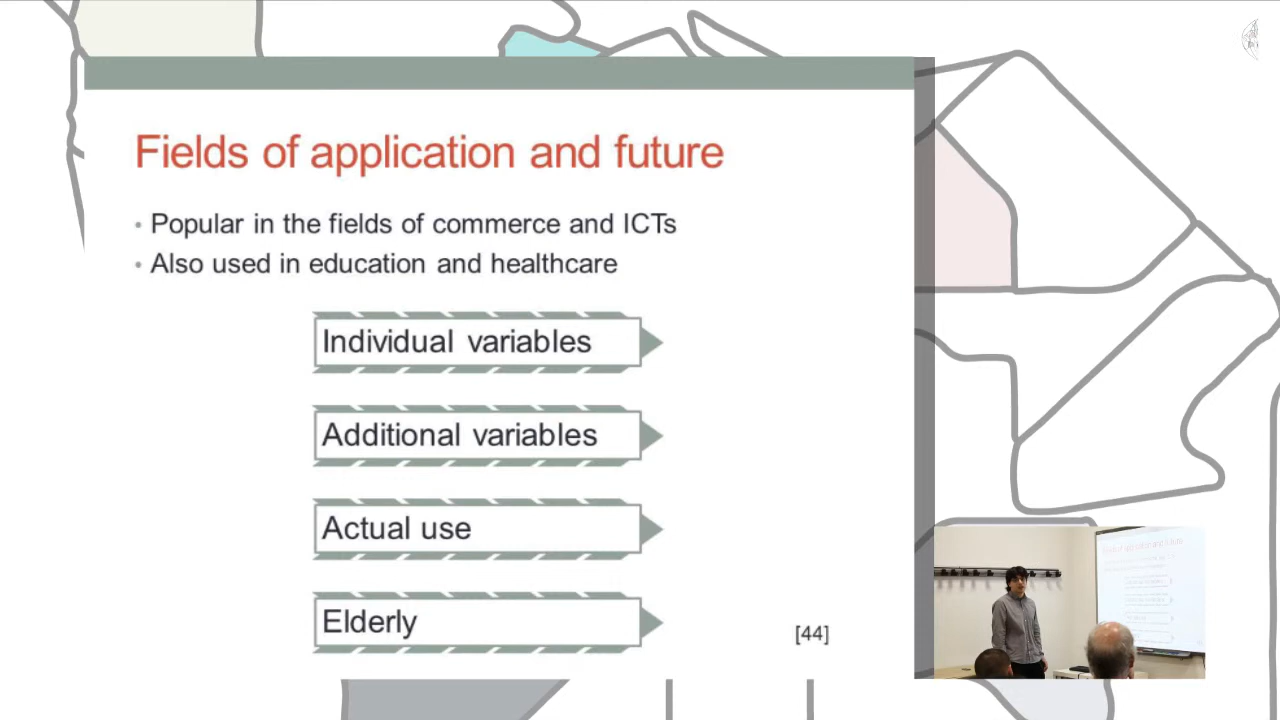 Fields of application and future
• Popular in the fields of commerce and ICTs
• Also used in education and healthcare
Individual variables
Additional variables
Actual use
Elderly
[44]